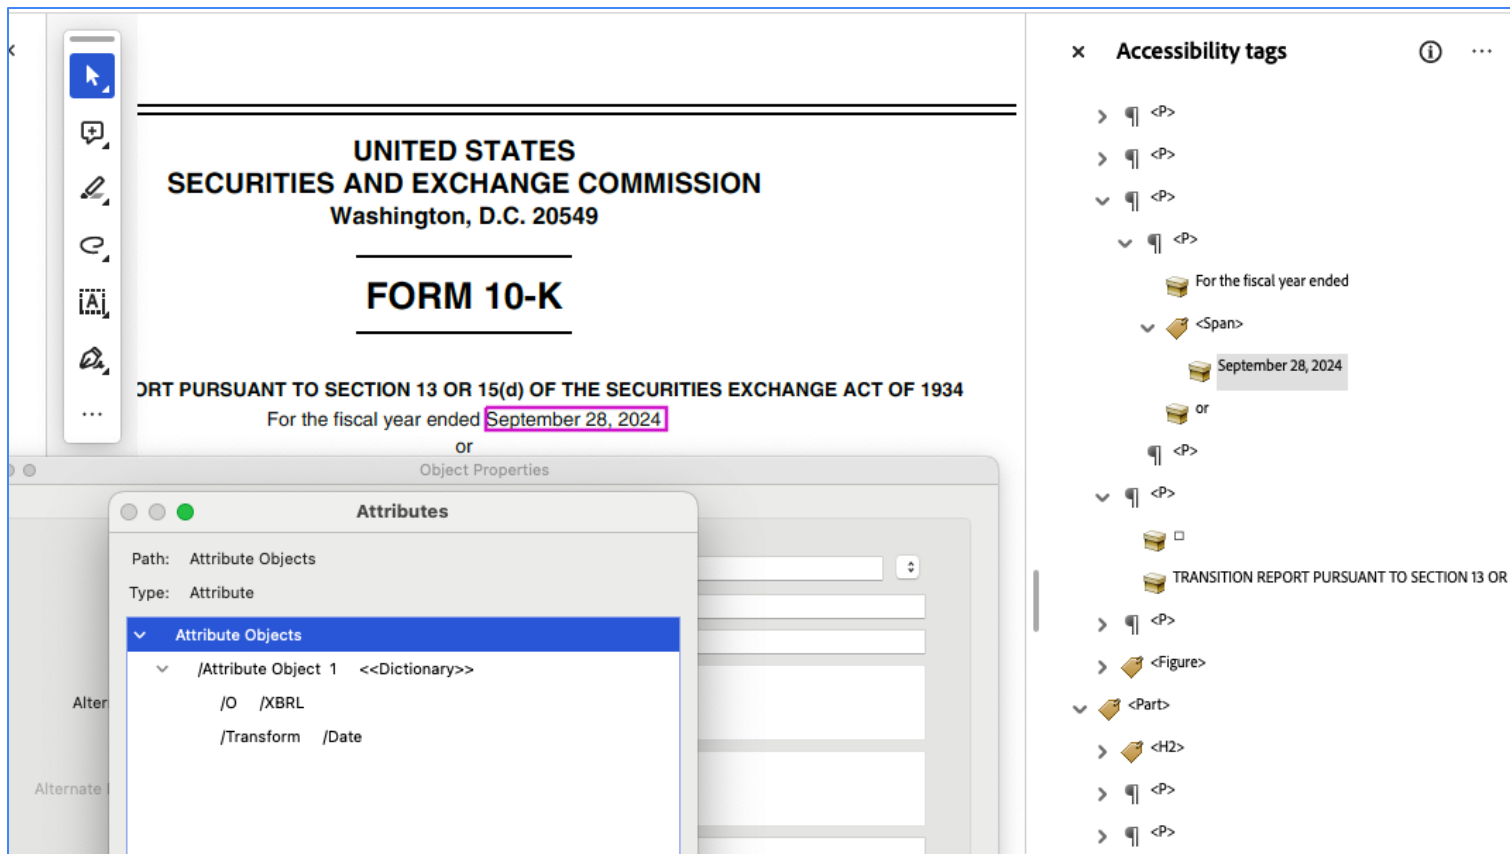 UNITED STATES
SECURITIES AND EXCHANGE COMMISSION
Washington, D.C. 20549
FORM 10-K
ORT PURSUANT TO SECTION 13 OR 15(d) OF THE SECURITIES EXCHANGE ACT OF 1934
For the fiscal year ended September 28, 2024
or
Object Properties
Attributes
Path: Attribute Objects
Type: Attribute
Attribute Objects
/Attribute Object 1 <<Dictionary>>
/O /XBRL
/Transform /Date
Alter
Alternate
Accessibility tags
<P>
<P>
<P>
<P>
For the fiscal year ended
<Span>
September 28, 2024
or
<P>
<P>
□
TRANSITION REPORT PURSUANT TO SECTION 13 OR
<P>
<Figure>
<Part>
<H2>
<P>
<P>